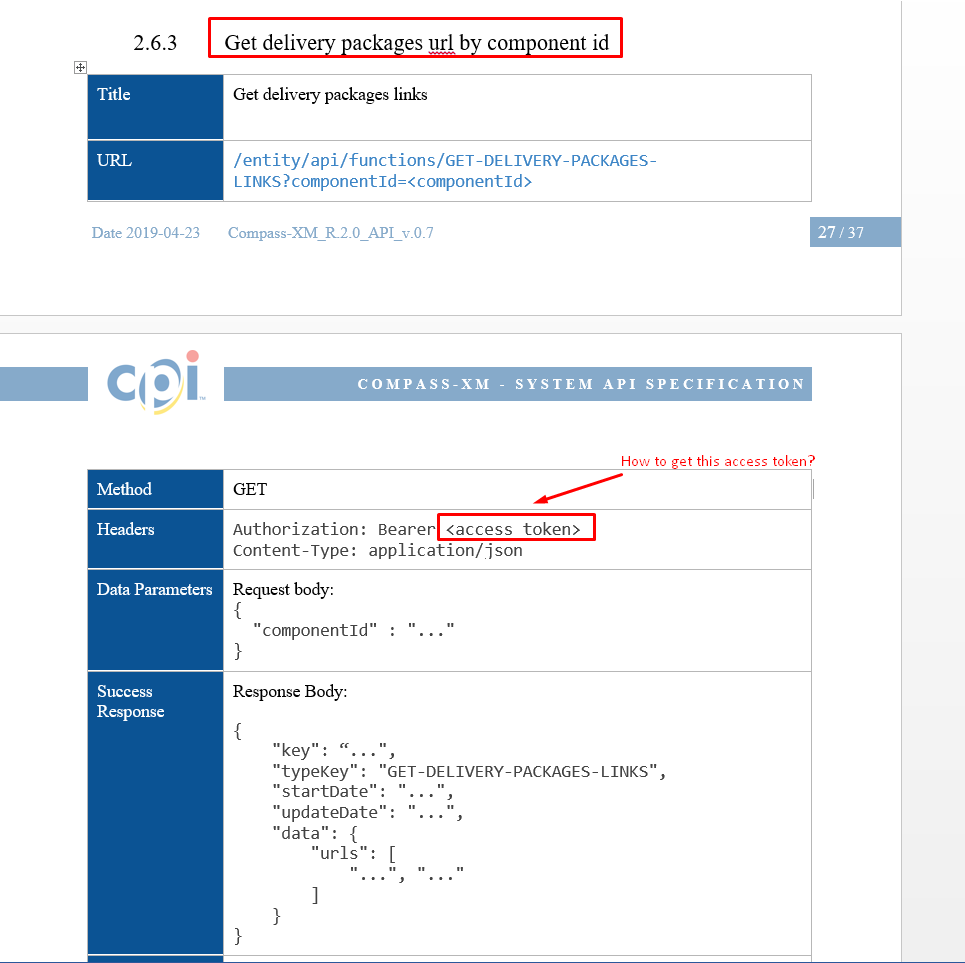 2.6.3 Get delivery packages url by component id
Title Get delivery packages links
URL /entity/api/functions/GET-DELIVERY-PACKAGES-
LINKS?componentId=<componentId>
Date 2019-04-23 Compass-XM_R.2.0_API_v.0.7 27 / 37
cpi™
COMPASS-XM - SYSTEM API SPECIFICATION
How to get this access token?
Method GET
Headers Authorization: Bearer <access token>
Content-Type: application/json
Data Parameters Request body:
{
"componentId" : "..."
}
Success Response Body:
Response
{
"key": “...",
"typeKey": "GET-DELIVERY-PACKAGES-LINKS",
"startDate": "...",
"updateDate": "...",
"data": {
"urls": [
"...", "..."
]
}
}